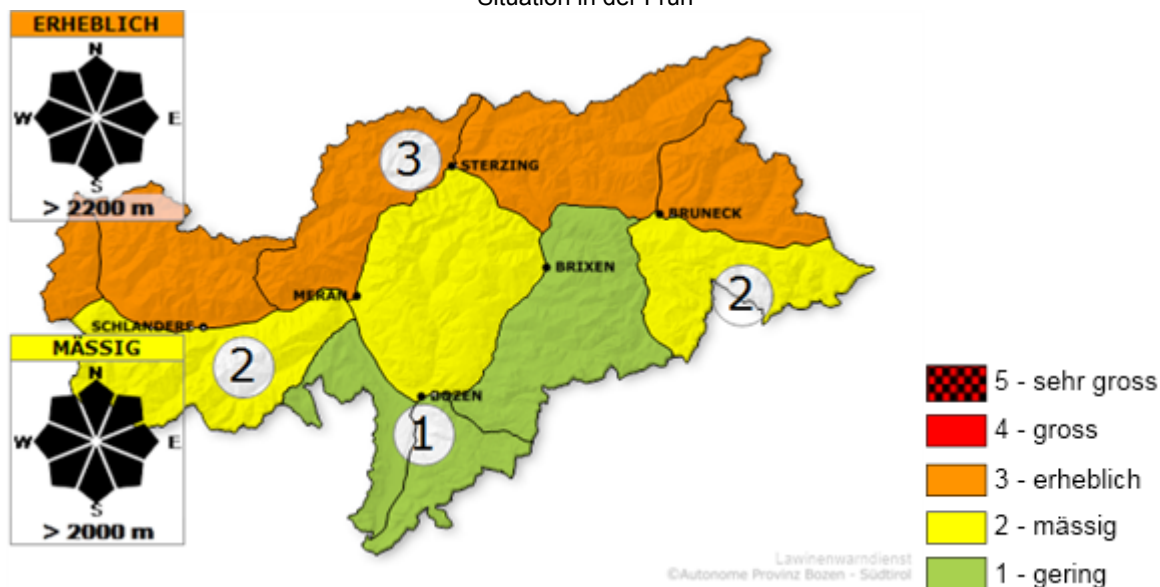 Situation in der Früh
ERHEBLICH
N
W E
S
> 2200 m
3
STERZING
BRUNECK
BRIXEN
MERAN
2
SCHLANDERS
MÄSSIG
N
W E
S
> 2000 m
2
BOZEN
1
5 - sehr gross
4 - gross
3 - erheblich
2 - mässig
1 - gering
Lawinenwarndienst
©Autonome Provinz Bozen - Südtirol